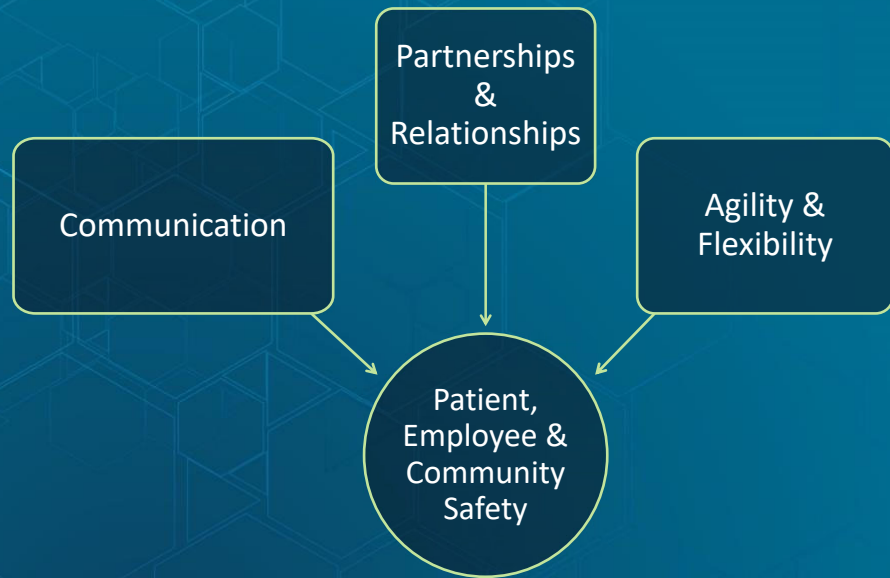 Partnerships
&
Relationships
Communication
Agility &
Flexibility
Patient,
Employee &
Community
Safety